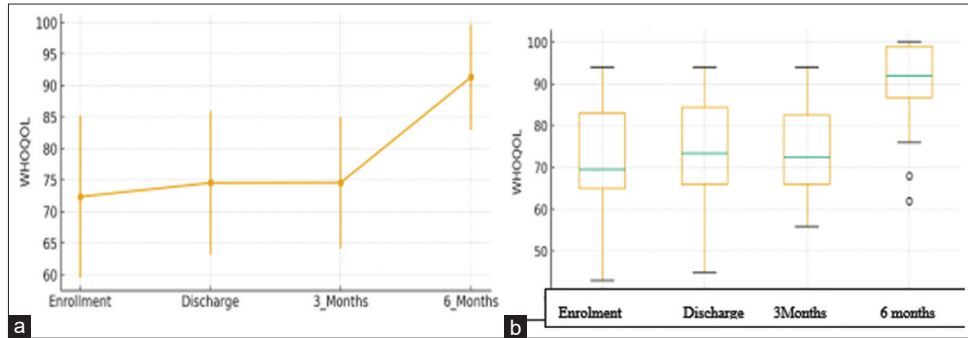 100
95
90
85
80
75
70
65
60
WHOQOL
Enrollment Discharge 3_Months 6_Months
a
100
90
80
70
60
50
WHOQOL
Enrolment Discharge 3Months 6 months
b